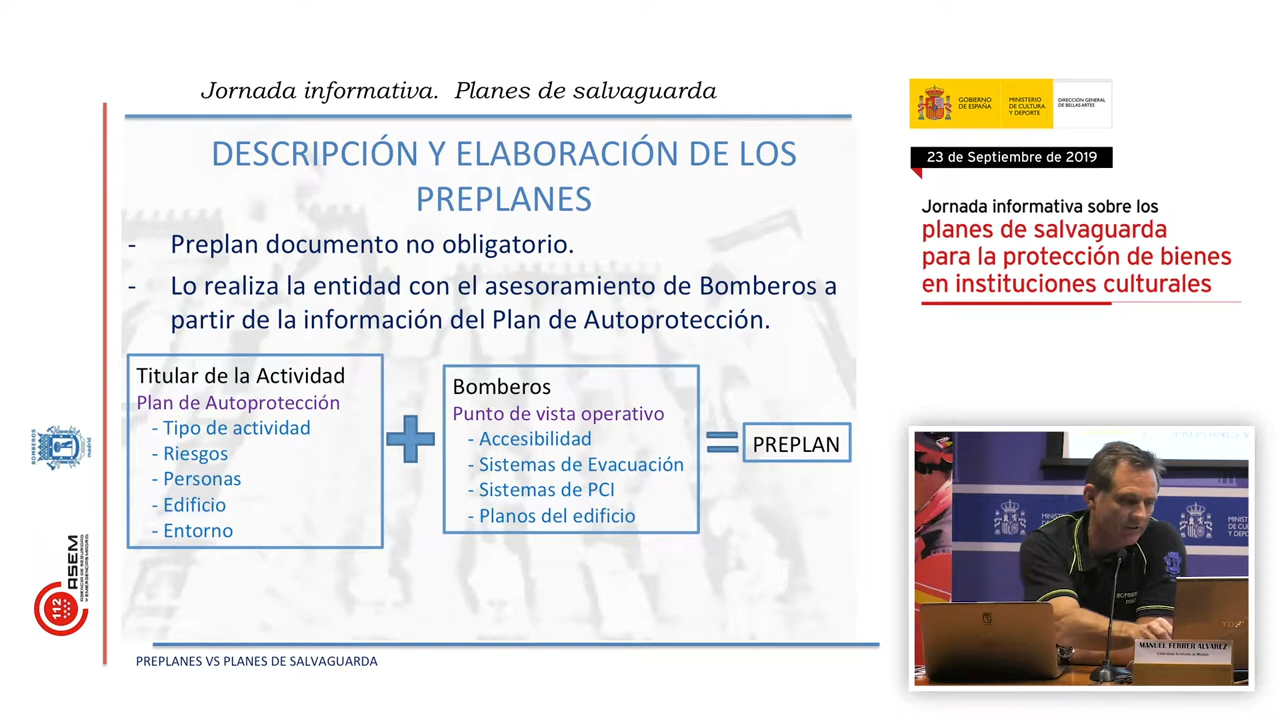 Jornada informativa. Planes de salvaguarda
DESCRIPCIÓN Y ELABORACIÓN DE LOS
PREPLANES
- Preplan documento no obligatorio.
- Lo realiza la entidad con el asesoramiento de Bomberos a
partir de la información del Plan de Autoprotección.
Titular de la Actividad
Plan de Autoprotección
- Tipo de actividad
- Riesgos
- Personas
- Edificio
- Entorno
Bomberos
Punto de vista operativo
- Accesibilidad
- Sistemas de Evacuación
- Sistemas de PCI
- Planos del edificio
PREPLAN
PREPLANES VS PLANES DE SALVAGUARDA
BOMBEROS
madrid
112
ASEM
GOBIERNO
DE ESPAÑA
MINISTERIO
DE CULTURA
Y DEPORTE
DIRECCIÓN GENERAL
DE BELLAS ARTES
23 de Septiembre de 2019
Jornada informativa sobre los
planes de salvaguarda
para la protección de bienes
en instituciones culturales
MANUEL FERRER ALVAREZ